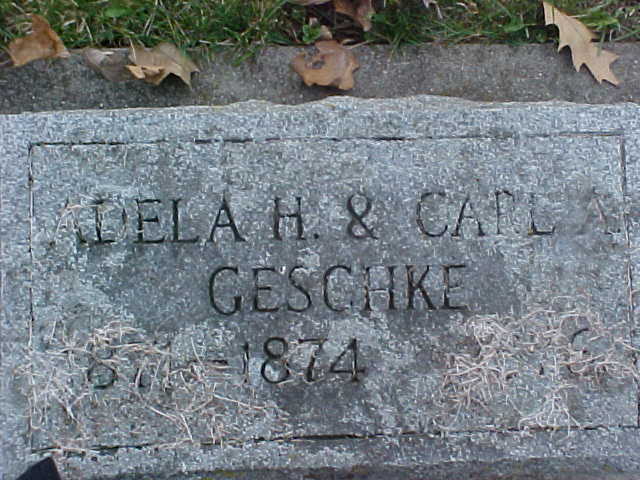 ADELA H. & CARL A.
GESCHKE
1874